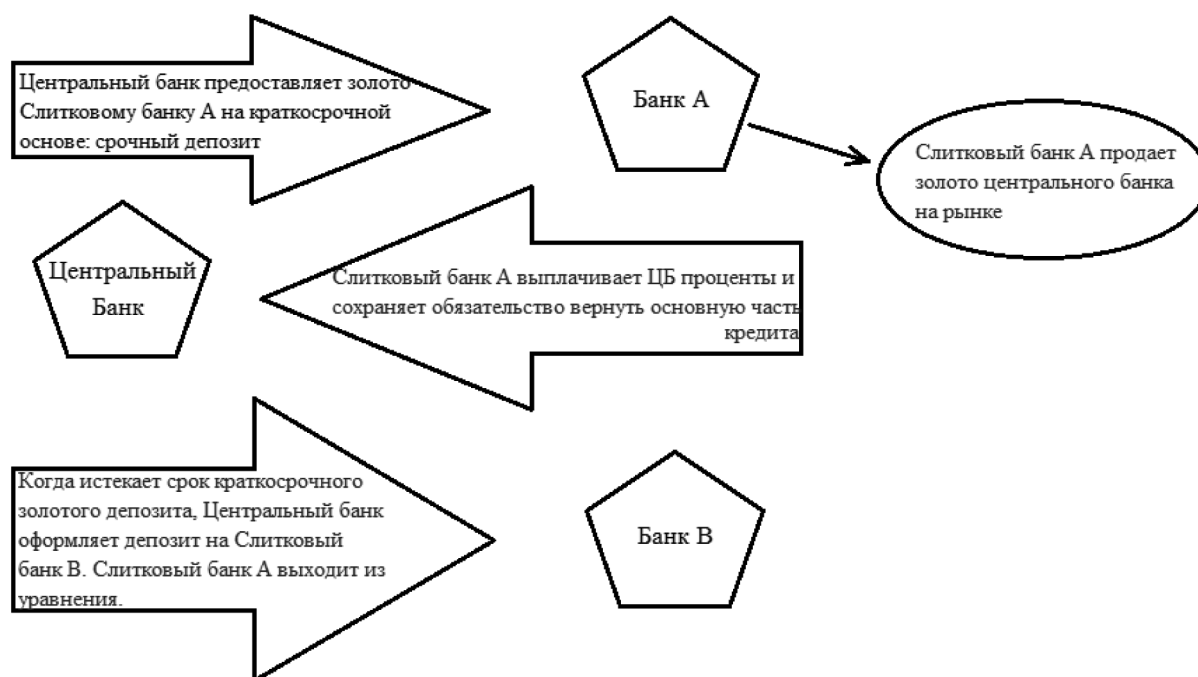 Центральный банк предоставляет золото
Слитковому банку А на краткосрочной
основе: срочный депозит
Банк А
Слитковый банк А продает
золото центрального банка
на рынке
Центральный
Банк
Слитковый банк А выплачивает ЦБ проценты и
сохраняет обязательство вернуть основную часть
кредита
Когда истекает срок краткосрочного
золотого депозита, Центральный банк
оформляет депозит на Слитковый
банк В. Слитковый банк А выходит из
уравнения.
Банк В